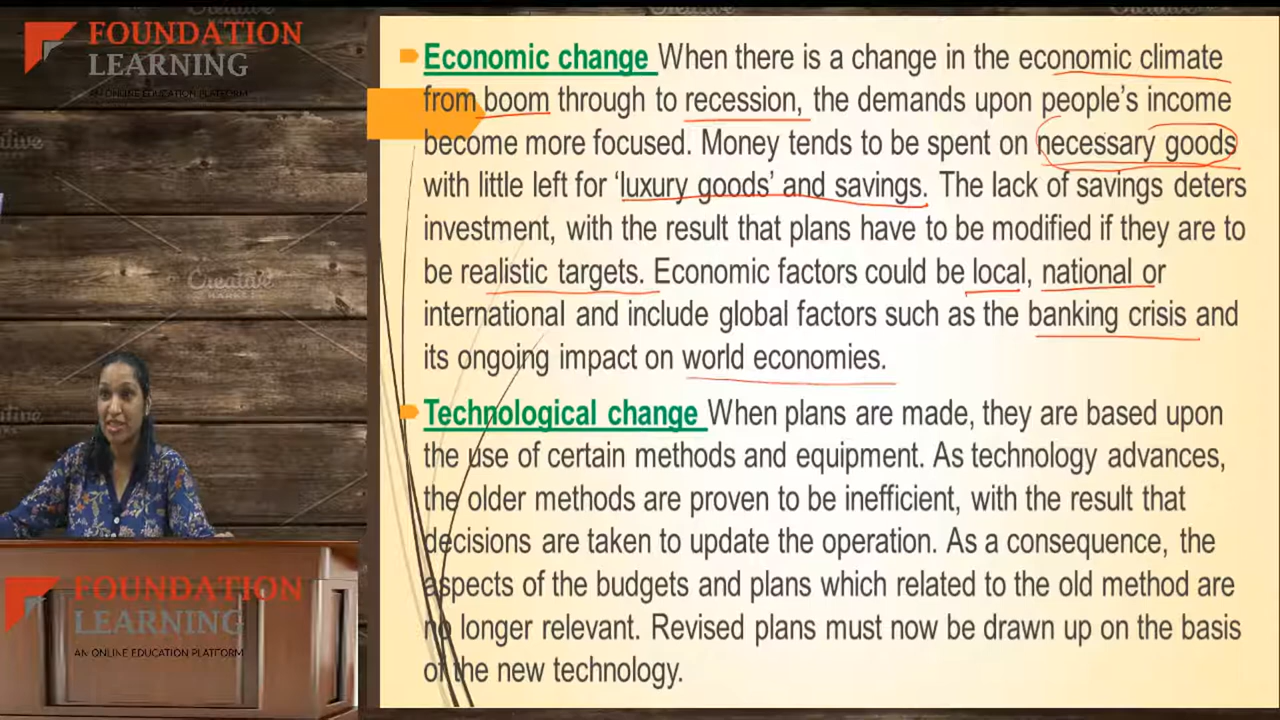 FOUNDATION
LEARNING
AN ONLINE EDUCATION PLATFORM
Economic change When there is a change in the economic climate
from boom through to recession, the demands upon people's income
become more focused. Money tends to be spent on necessary goods
with little left for 'luxury goods' and savings. The lack of savings deters
investment, with the result that plans have to be modified if they are to
be realistic targets. Economic factors could be local, national or
international and include global factors such as the banking crisis and
its ongoing impact on world economies.
Technological change When plans are made, they are based upon
the use of certain methods and equipment. As technology advances,
the older methods are proven to be inefficient, with the result that
decisions are taken to update the operation. As a consequence, the
aspects of the budgets and plans which related to the old method are
no longer relevant. Revised plans must now be drawn up on the basis
of the new technology.
Creative
MARKET
FOUNDATION
LEARNING
AN ONLINE EDUCATION PLATFORM